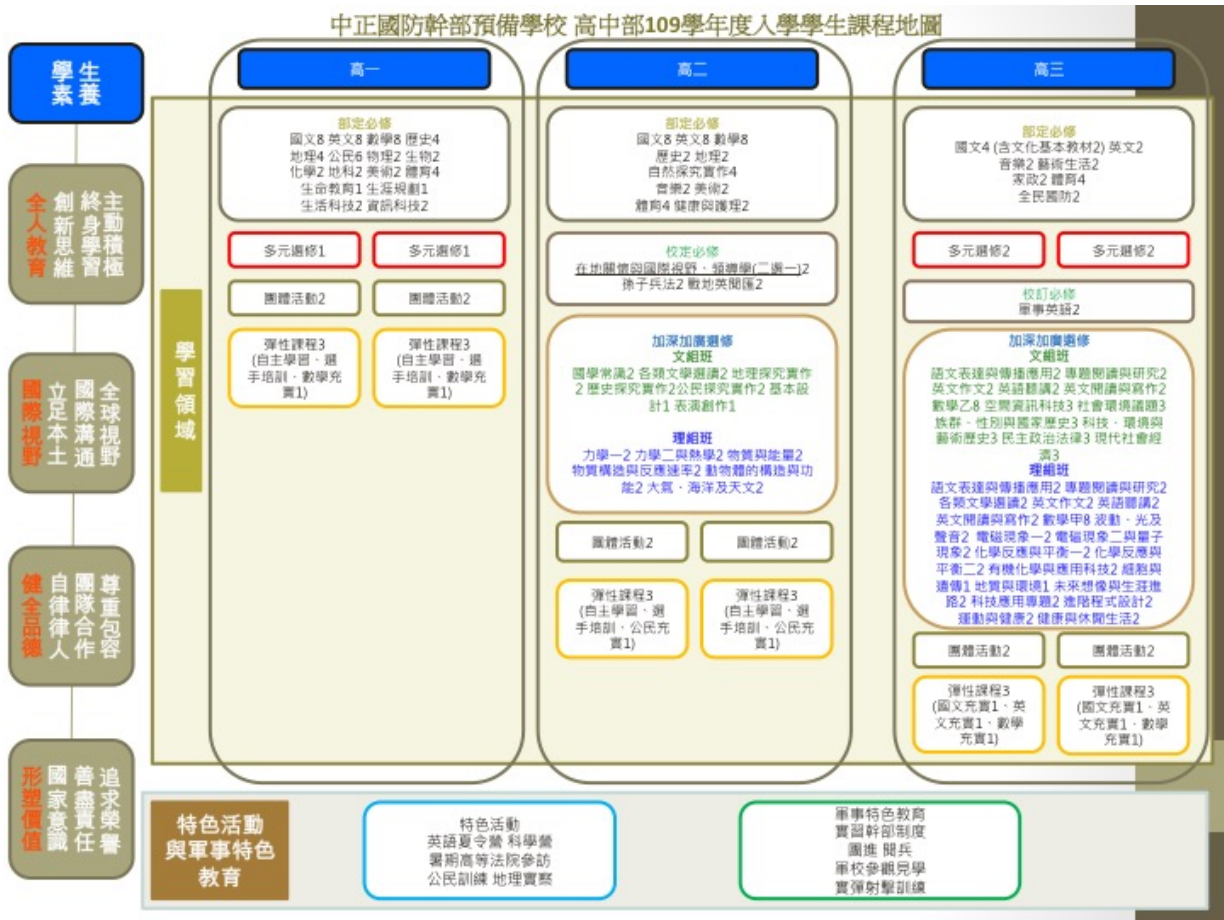 中正國防幹部預備學校 高中部109學年度入學學生課程地圖
學生
素養
全人教育
創新思維
終身學習
主動積極
國際視野
立足本土
國際溝通
全球視野
健全品德
自律律人
團隊合作
尊重包容
形塑價值
國家意識
善盡責任
追求榮譽
學習領域
高一
部定必修
國文8 英文8 數學8 歷史4
地理4 公民6 物理2 生物2
化學2 地科2 美術2 體育4
生命教育1 生涯規劃1
生活科技2 資訊科技2
多元選修1
多元選修1
團體活動2
團體活動2
彈性課程3
(自主學習、選
手培訓、數學充
實1)
彈性課程3
(自主學習、選
手培訓、數學充
實1)
高二
部定必修
國文8 英文8 數學8
歷史2 地理2
自然探究實作4
音樂2 美術2
體育4 健康與護理2
校定必修
在地關懷與國際視野、領導學(二選一)2
孫子兵法2 戰地英聞匯2
加深加廣選修
文組班
國學常識2 各類文學選讀2 地理探究實作
2 歷史探究實作2公民探究實作2 基本設
計1 表演創作1
理組班
力學一2 力學二與熱學2 物質與能量2
物質構造與反應速率2 動物體的構造與功
能2 大氣、海洋及天文2
團體活動2
團體活動2
彈性課程3
(自主學習、選
手培訓、公民充
實1)
彈性課程3
(自主學習、選
手培訓、公民充
實1)
高三
部定必修
國文4 (含文化基本教材2) 英文2
音樂2 藝術生活2
家政2 體育4
全民國防2
多元選修2
多元選修2
校訂必修
軍事英語2
加深加廣選修
文組班
語文表達與傳播應用2 專題閱讀與研究2
英文作文2 英語聽講2 英文閱讀與寫作2
數學乙8 空間資訊科技3 社會環境議題3
族群、性別與國家歷史3 科技、環境與
藝術歷史3 民主政治法律3 現代社會經
濟3
理組班
語文表達與傳播應用2 專題閱讀與研究2
各類文學選讀2 英文作文2 英語聽講2
英文閱讀與寫作2 數學甲8 波動、光及
聲音2 電磁現象一2 電磁現象二與量子
現象2 化學反應與平衡一2 化學反應與
平衡二2 有機化學與應用科技2 細胞與
遺傳1 地質與環境1 未來想像與生涯進
路2 科技應用專題2 進階程式設計2
運動與健康2 健康與休閒生活2
團體活動2
團體活動2
彈性課程3
(國文充實1、英
文充實1、數學
充實1)
彈性課程3
(國文充實1、英
文充實1、數學
充實1)
特色活動
與軍事特色
教育
特色活動
英語夏令營 科學營
暑期高等法院參訪
公民訓練 地理實察
軍事特色教育
實習幹部制度
團進 閱兵
軍校參觀見學
實彈射擊訓練